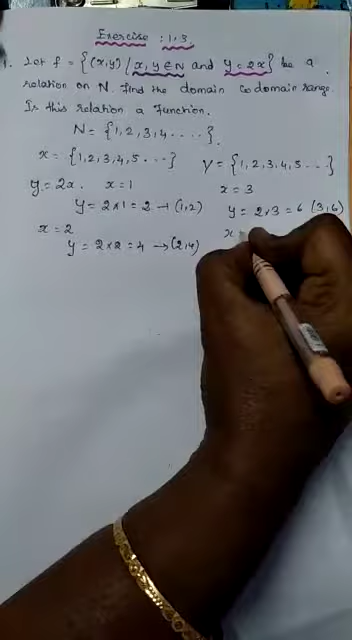 Exercise : 1.3.
1. Let f = {(x,y) / x, y ∈ N and y = 2x} be a
relation on N. find the domain Co domain range.
Is this relation a function.
N = {1, 2, 3, 4 .....}.
x = {1, 2, 3, 4, 5 ...} Y = {1, 2, 3, 4, 5 ...}
y = 2x. x = 1 x = 3
y = 2×1 = 2 → (1,2) y = 2×3 = 6 (3,6)
x = 2 x
y = 2×2 = 4 → (2,4)